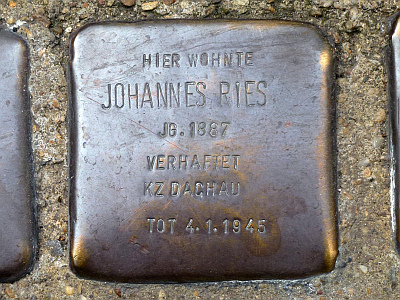 HIER WOHNTE
JOHANNES RIES
JG. 1887
VERHAFTET
KZ DACHAU
TOT 4.1.1945